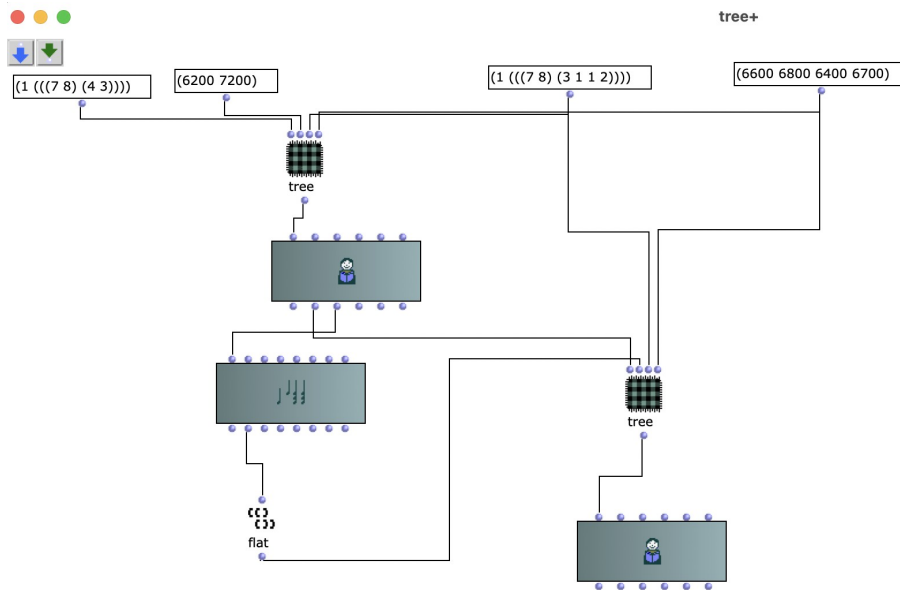 tree+
(1 (((7 8) (4 3))))
(6200 7200)
(1 (((7 8) (3 1 1 2))))
(6600 6800 6400 6700)
tree
tree
flat